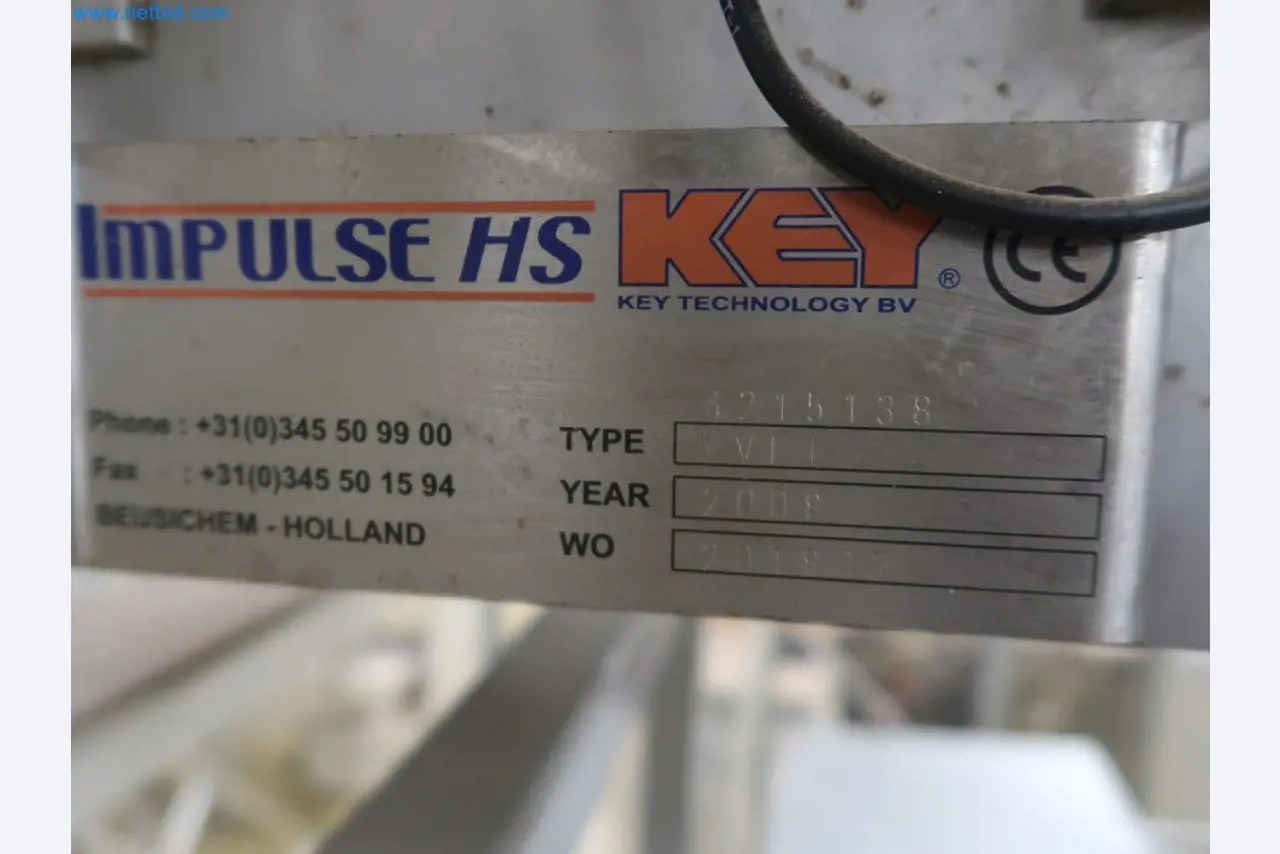 www.netbid.com
IMPULSE HS
KEY
®
CE
KEY TECHNOLOGY BV
4215138
Phone : +31(0)345 50 99 00
TYPE
Fax : +31(0)345 50 15 94
YEAR 2008
BEUSICHEM - HOLLAND
WO